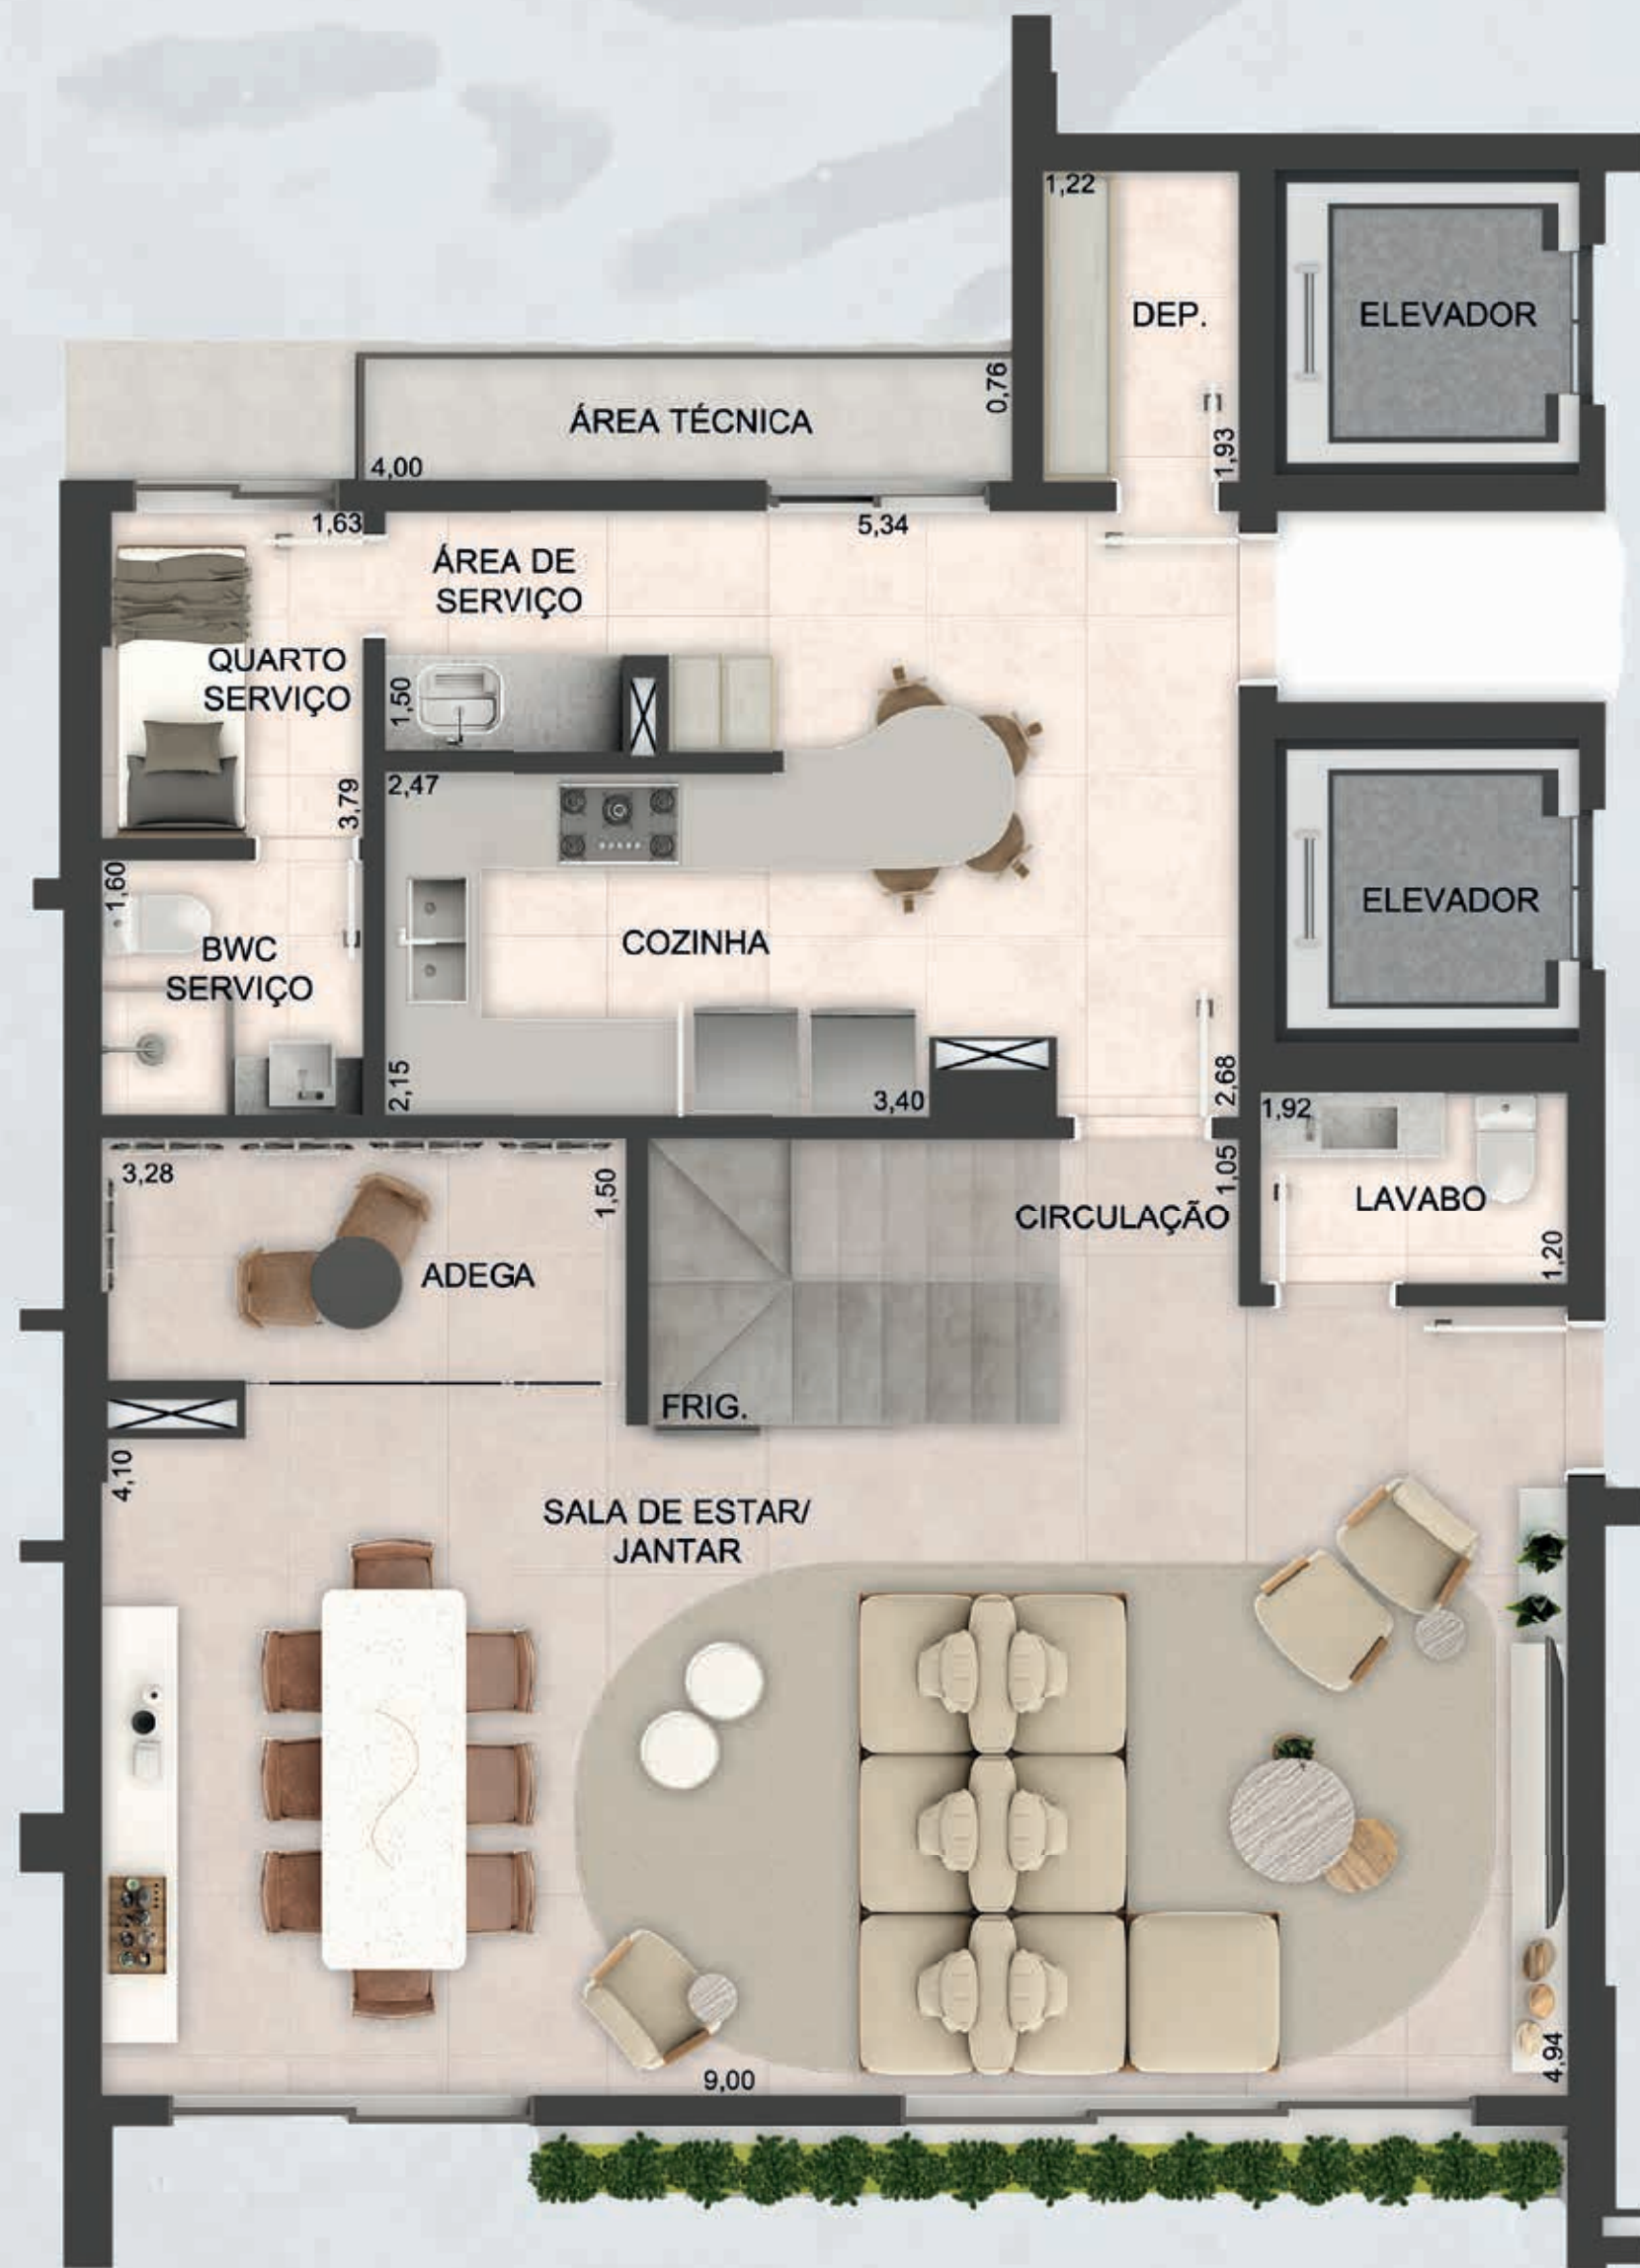 1,22
DEP.
ELEVADOR
0,76
ÁREA TÉCNICA
1,93
4,00
1,63
5,34
ÁREA DE
SERVIÇO
QUARTO
SERVIÇO
1,50
3,79
2,47
1,60
ELEVADOR
BWC
SERVIÇO
COZINHA
2,15
3,40
2,68
1,92
3,28
1,50
1,05
CIRCULAÇÃO
LAVABO
1,20
ADEGA
FRIG.
4,10
SALA DE ESTAR/
JANTAR
9,00
4,94